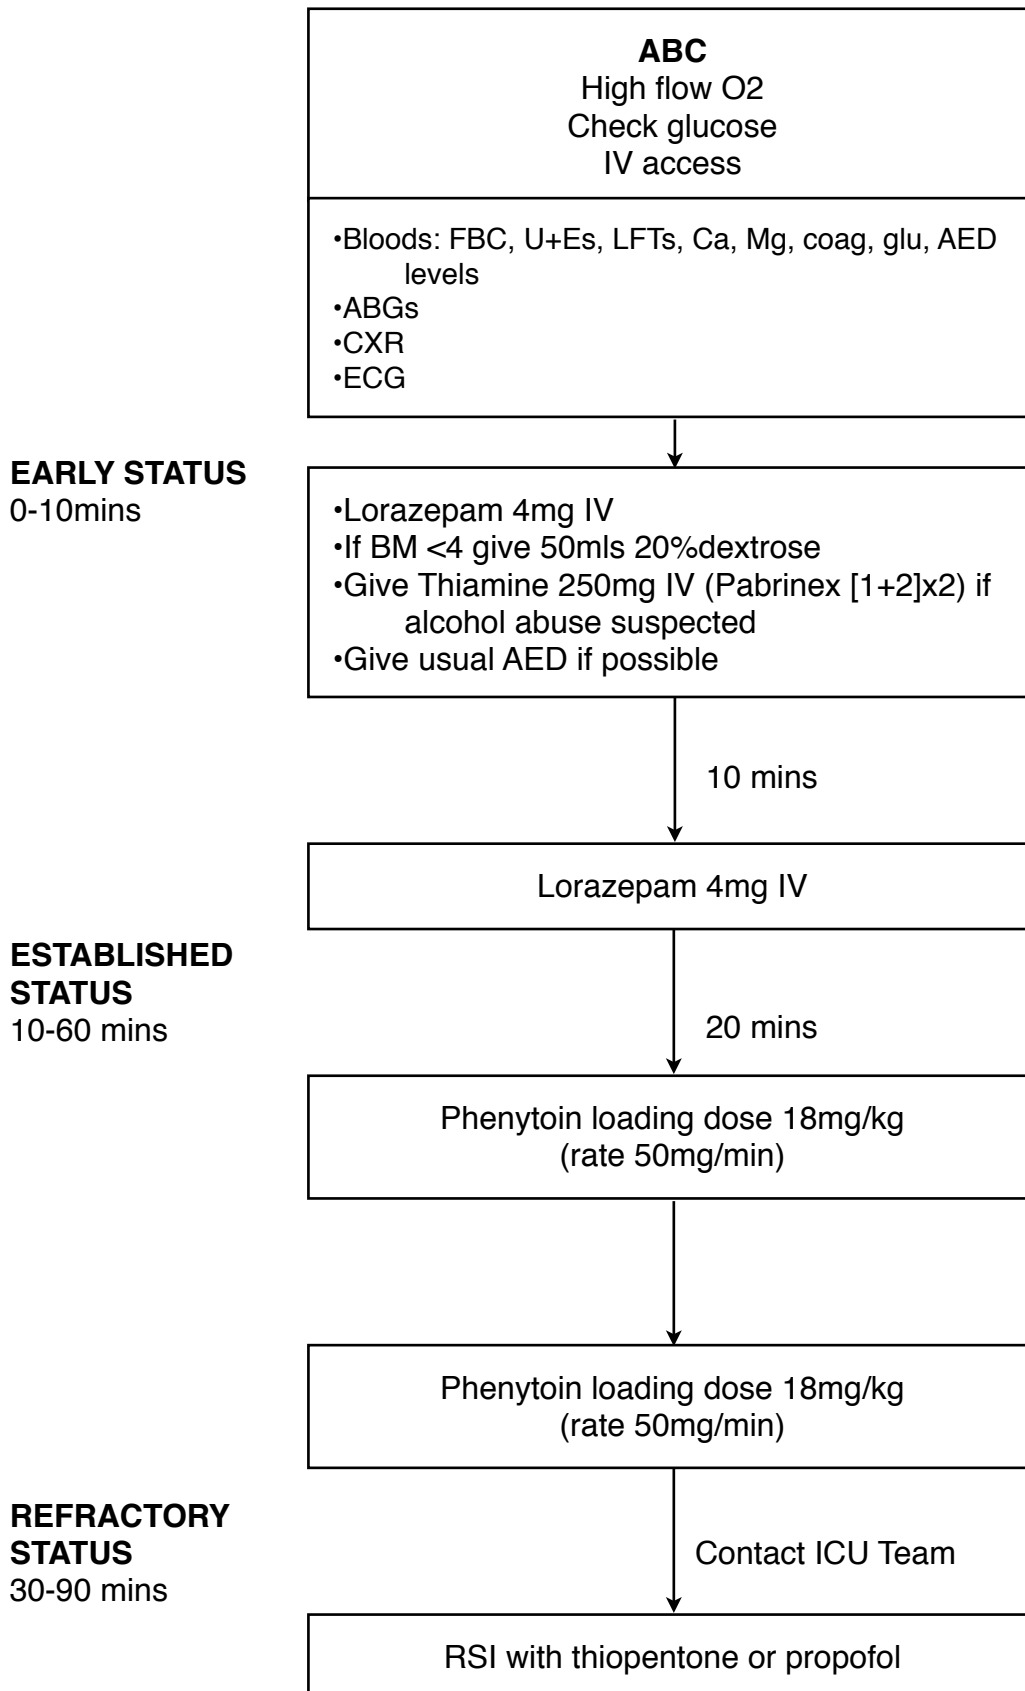 ABC
High flow O2
Check glucose
IV access
•Bloods: FBC, U+Es, LFTs, Ca, Mg, coag, glu, AED
levels
•ABGs
•CXR
•ECG
EARLY STATUS
0-10mins
•Lorazepam 4mg IV
•If BM <4 give 50mls 20%dextrose
•Give Thiamine 250mg IV (Pabrinex [1+2]x2) if
alcohol abuse suspected
•Give usual AED if possible
10 mins
Lorazepam 4mg IV
ESTABLISHED
STATUS
10-60 mins
20 mins
Phenytoin loading dose 18mg/kg
(rate 50mg/min)
Phenytoin loading dose 18mg/kg
(rate 50mg/min)
REFRACTORY
STATUS
30-90 mins
Contact ICU Team
RSI with thiopentone or propofol